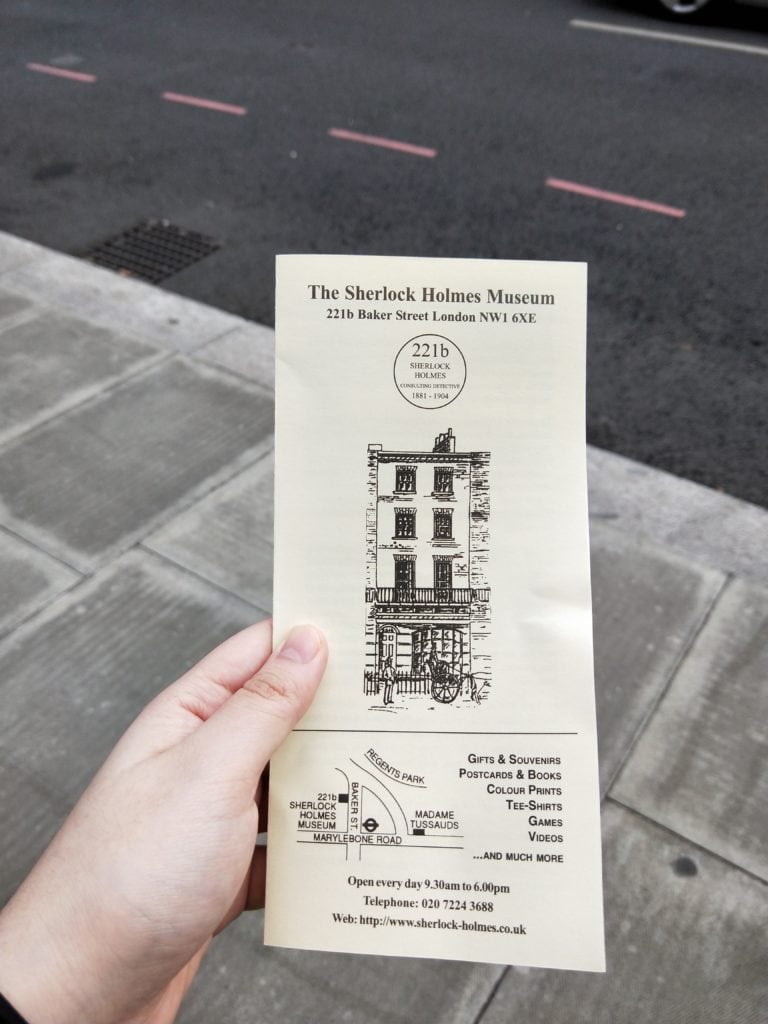 The Sherlock Holmes Museum
221b Baker Street London NW1 6XE
221b
SHERLOCK
HOLMES
CONSULTING DETECTIVE
1881 - 1904
REGENTS PARK
221b
SHERLOCK
HOLMES
MUSEUM
BAKER ST.
MADAME
TUSSAUDS
MARYLEBONE ROAD
GIFTS & SOUVENIRS
POSTCARDS & BOOKS
COLOUR PRINTS
TEE-SHIRTS
GAMES
VIDEOS
...AND MUCH MORE
Open every day 9.30am to 6.00pm
Telephone: 020 7224 3688
Web: http://www.sherlock-holmes.co.uk